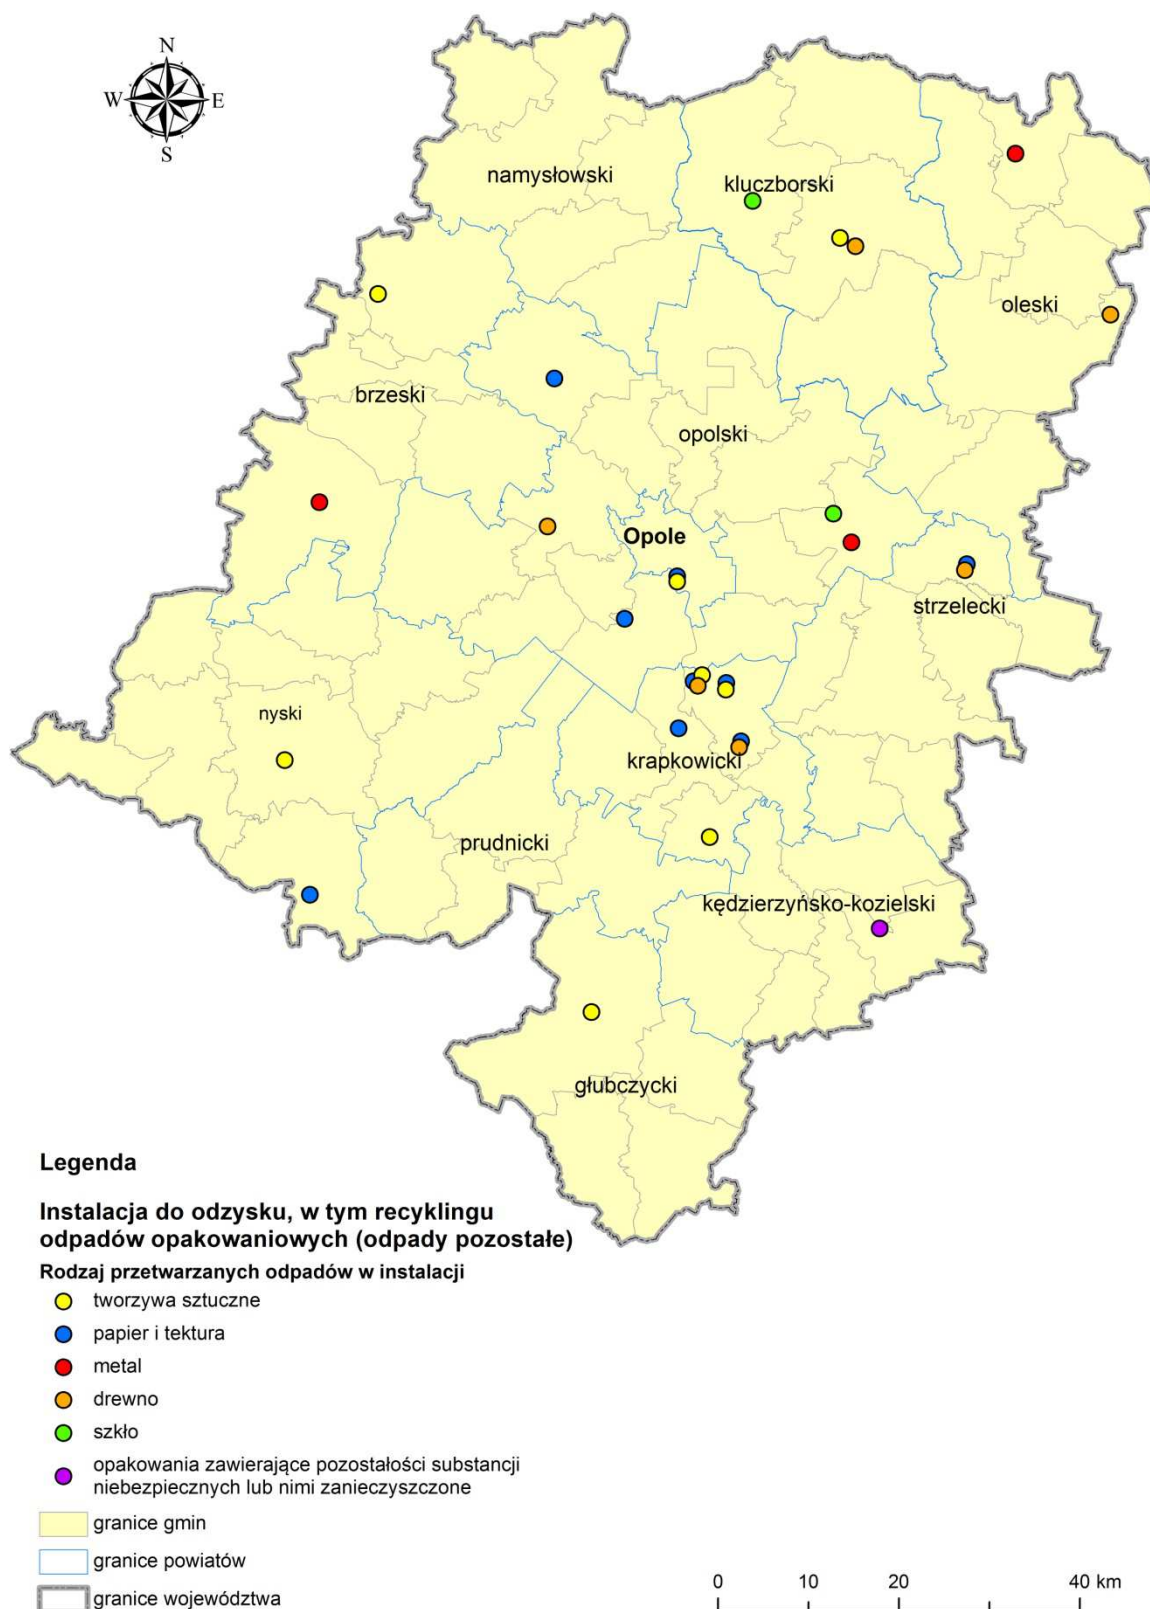 N
W E
S
namysłowski
kluczborski
oleski
brzeski
opolski
Opole
strzelecki
nyski
krapkowicki
prudnicki
kędzierzyńsko-kozielski
głubczycki
Legenda
Instalacja do odzysku, w tym recyklingu
odpadów opakowaniowych (odpady pozostałe)
Rodzaj przetwarzanych odpadów w instalacji
tworzywa sztuczne
papier i tektura
metal
drewno
szkło
opakowania zawierające pozostałości substancji
niebezpiecznych lub nimi zanieczyszczone
granice gmin
granice powiatów
granice województwa
0 10 20 40 km